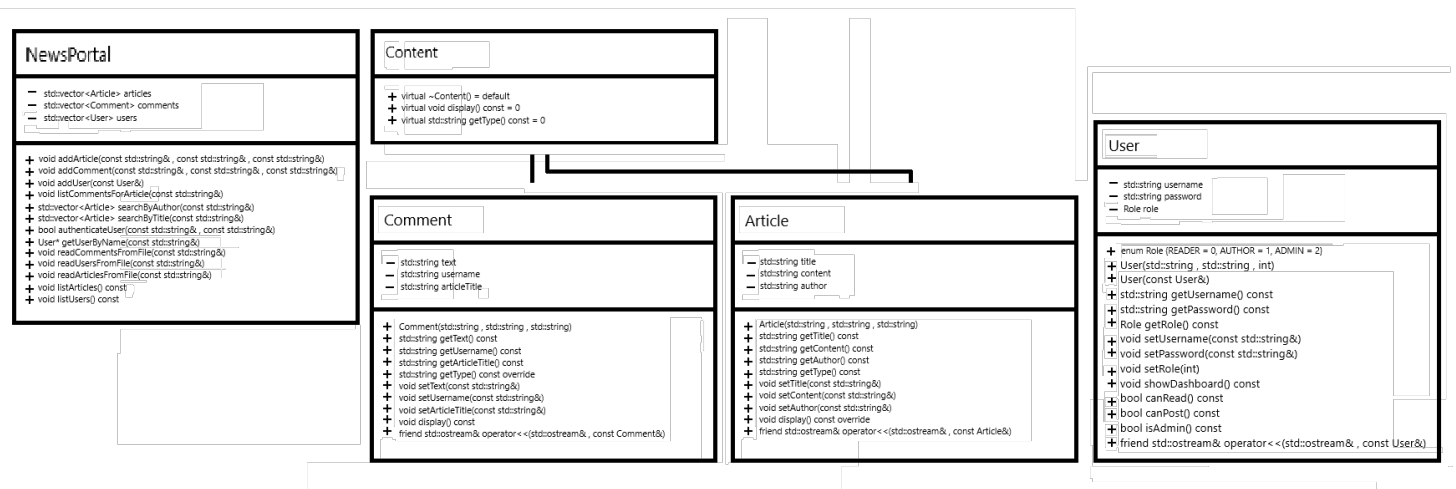 NewsPortal
− std::vector<Article> articles
− std::vector<Comment> comments
− std::vector<User> users
+ void addArticle(const std::string& , const std::string& , const std::string&)
+ void addComment(const std::string& , const std::string& , const std::string&)
+ void addUser(const User&)
+ void listCommentsForArticle(const std::string&)
+ std::vector<Article> searchByAuthor(const std::string&)
+ std::vector<Article> searchByTitle(const std::string&)
+ bool authenticateUser(const std::string& , const std::string&)
+ User* getUserByName(const std::string&)
+ void readCommentsFromFile(const std::string&)
+ void readUsersFromFile(const std::string&)
+ void readArticlesFromFile(const std::string&)
+ void listArticles() const
+ void listUsers() const
Content
+ virtual ~Content() = default
+ virtual void display() const = 0
+ virtual std::string getType() const = 0
Comment
− std::string text
− std::string username
− std::string articleTitle
+ Comment(std::string , std::string , std::string)
+ std::string getText() const
+ std::string getUsername() const
+ std::string getArticleTitle() const
+ std::string getType() const override
+ void setText(const std::string&)
+ void setUsername(const std::string&)
+ void setArticleTitle(const std::string&)
+ void display() const
+ friend std::ostream& operator<<(std::ostream& , const Comment&)
Article
− std::string title
− std::string content
− std::string author
+ Article(std::string , std::string , std::string)
+ std::string getTitle() const
+ std::string getContent() const
+ std::string getAuthor() const
+ std::string getType() const
+ void setTitle(const std::string&)
+ void setContent(const std::string&)
+ void setAuthor(const std::string&)
+ void display() const override
+ friend std::ostream& operator<<(std::ostream& , const Article&)
User
− std::string username
− std::string password
− Role role
+ enum Role (READER = 0, AUTHOR = 1, ADMIN = 2)
+ User(std::string , std::string , int)
+ User(const User&)
+ std::string getUsername() const
+ std::string getPassword() const
+ Role getRole() const
+ void setUsername(const std::string&)
+ void setPassword(const std::string&)
+ void setRole(int)
+ void showDashboard() const
+ bool canRead() const
+ bool canPost() const
+ bool isAdmin() const
+ friend std::ostream& operator<<(std::ostream& , const User&)